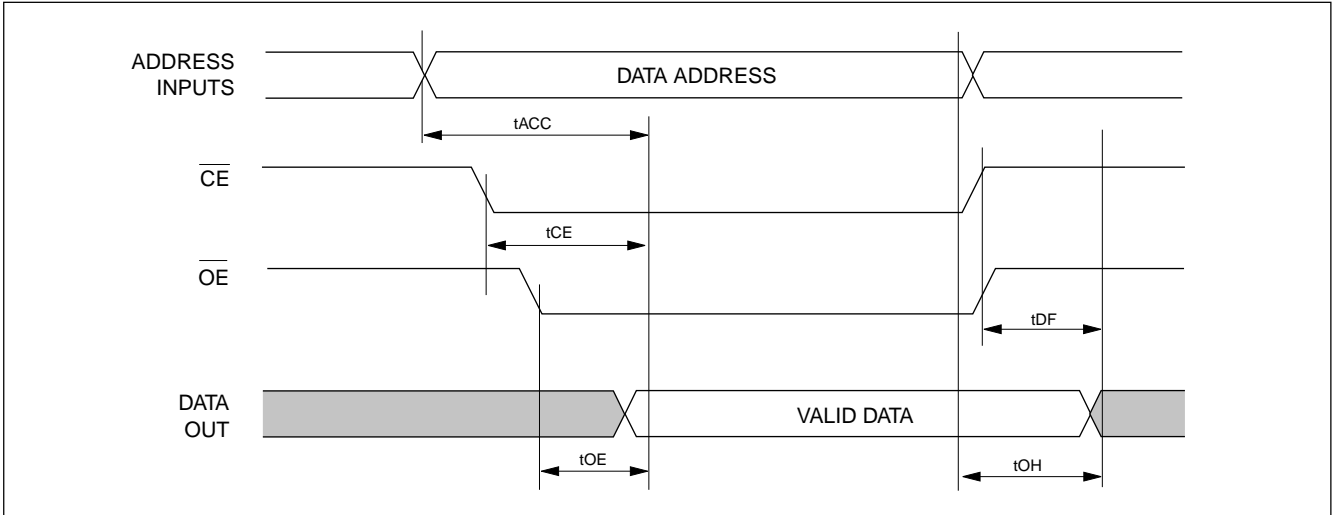 ADDRESS
INPUTS
DATA ADDRESS
tACC
CE
tCE
OE
tDF
DATA
OUT
VALID DATA
tOE
tOH